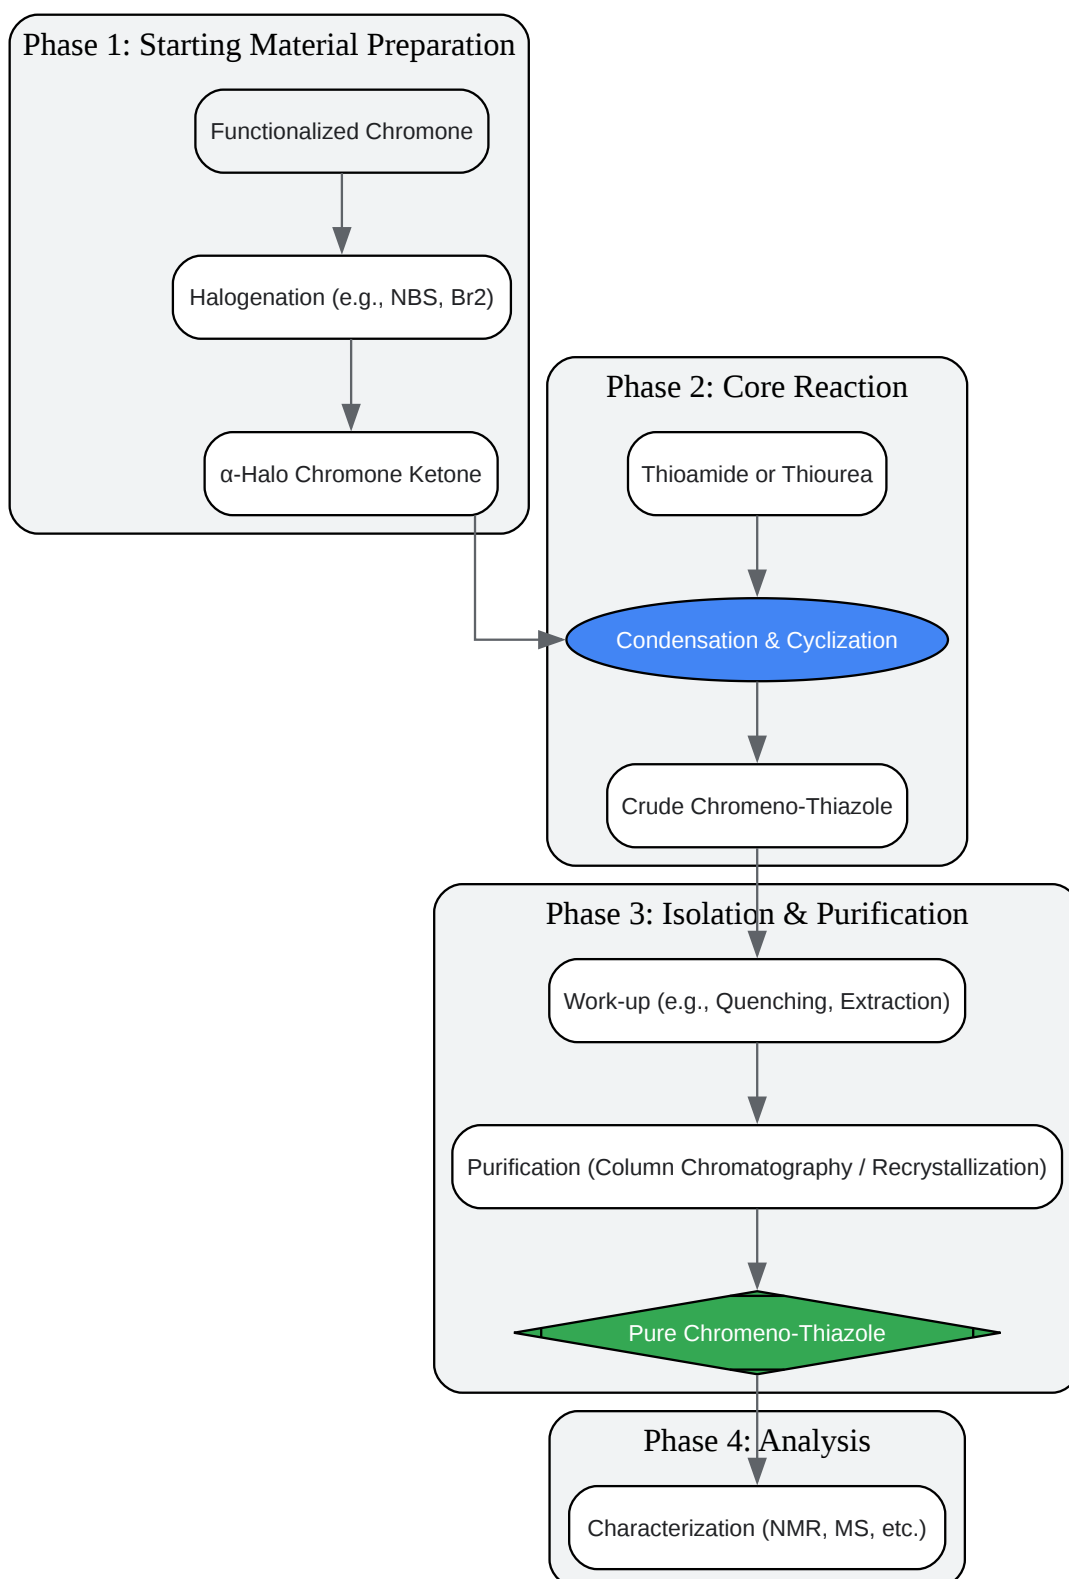 Phase 1: Starting Material Preparation
Functionalized Chromone
Halogenation (e.g., NBS, Br2)
α-Halo Chromone Ketone
Phase 2: Core Reaction
Thioamide or Thiourea
Condensation & Cyclization
Crude Chromeno-Thiazole
Phase 3: Isolation & Purification
Work-up (e.g., Quenching, Extraction)
Purification (Column Chromatography / Recrystallization)
Pure Chromeno-Thiazole
Phase 4: Analysis
Characterization (NMR, MS, etc.)